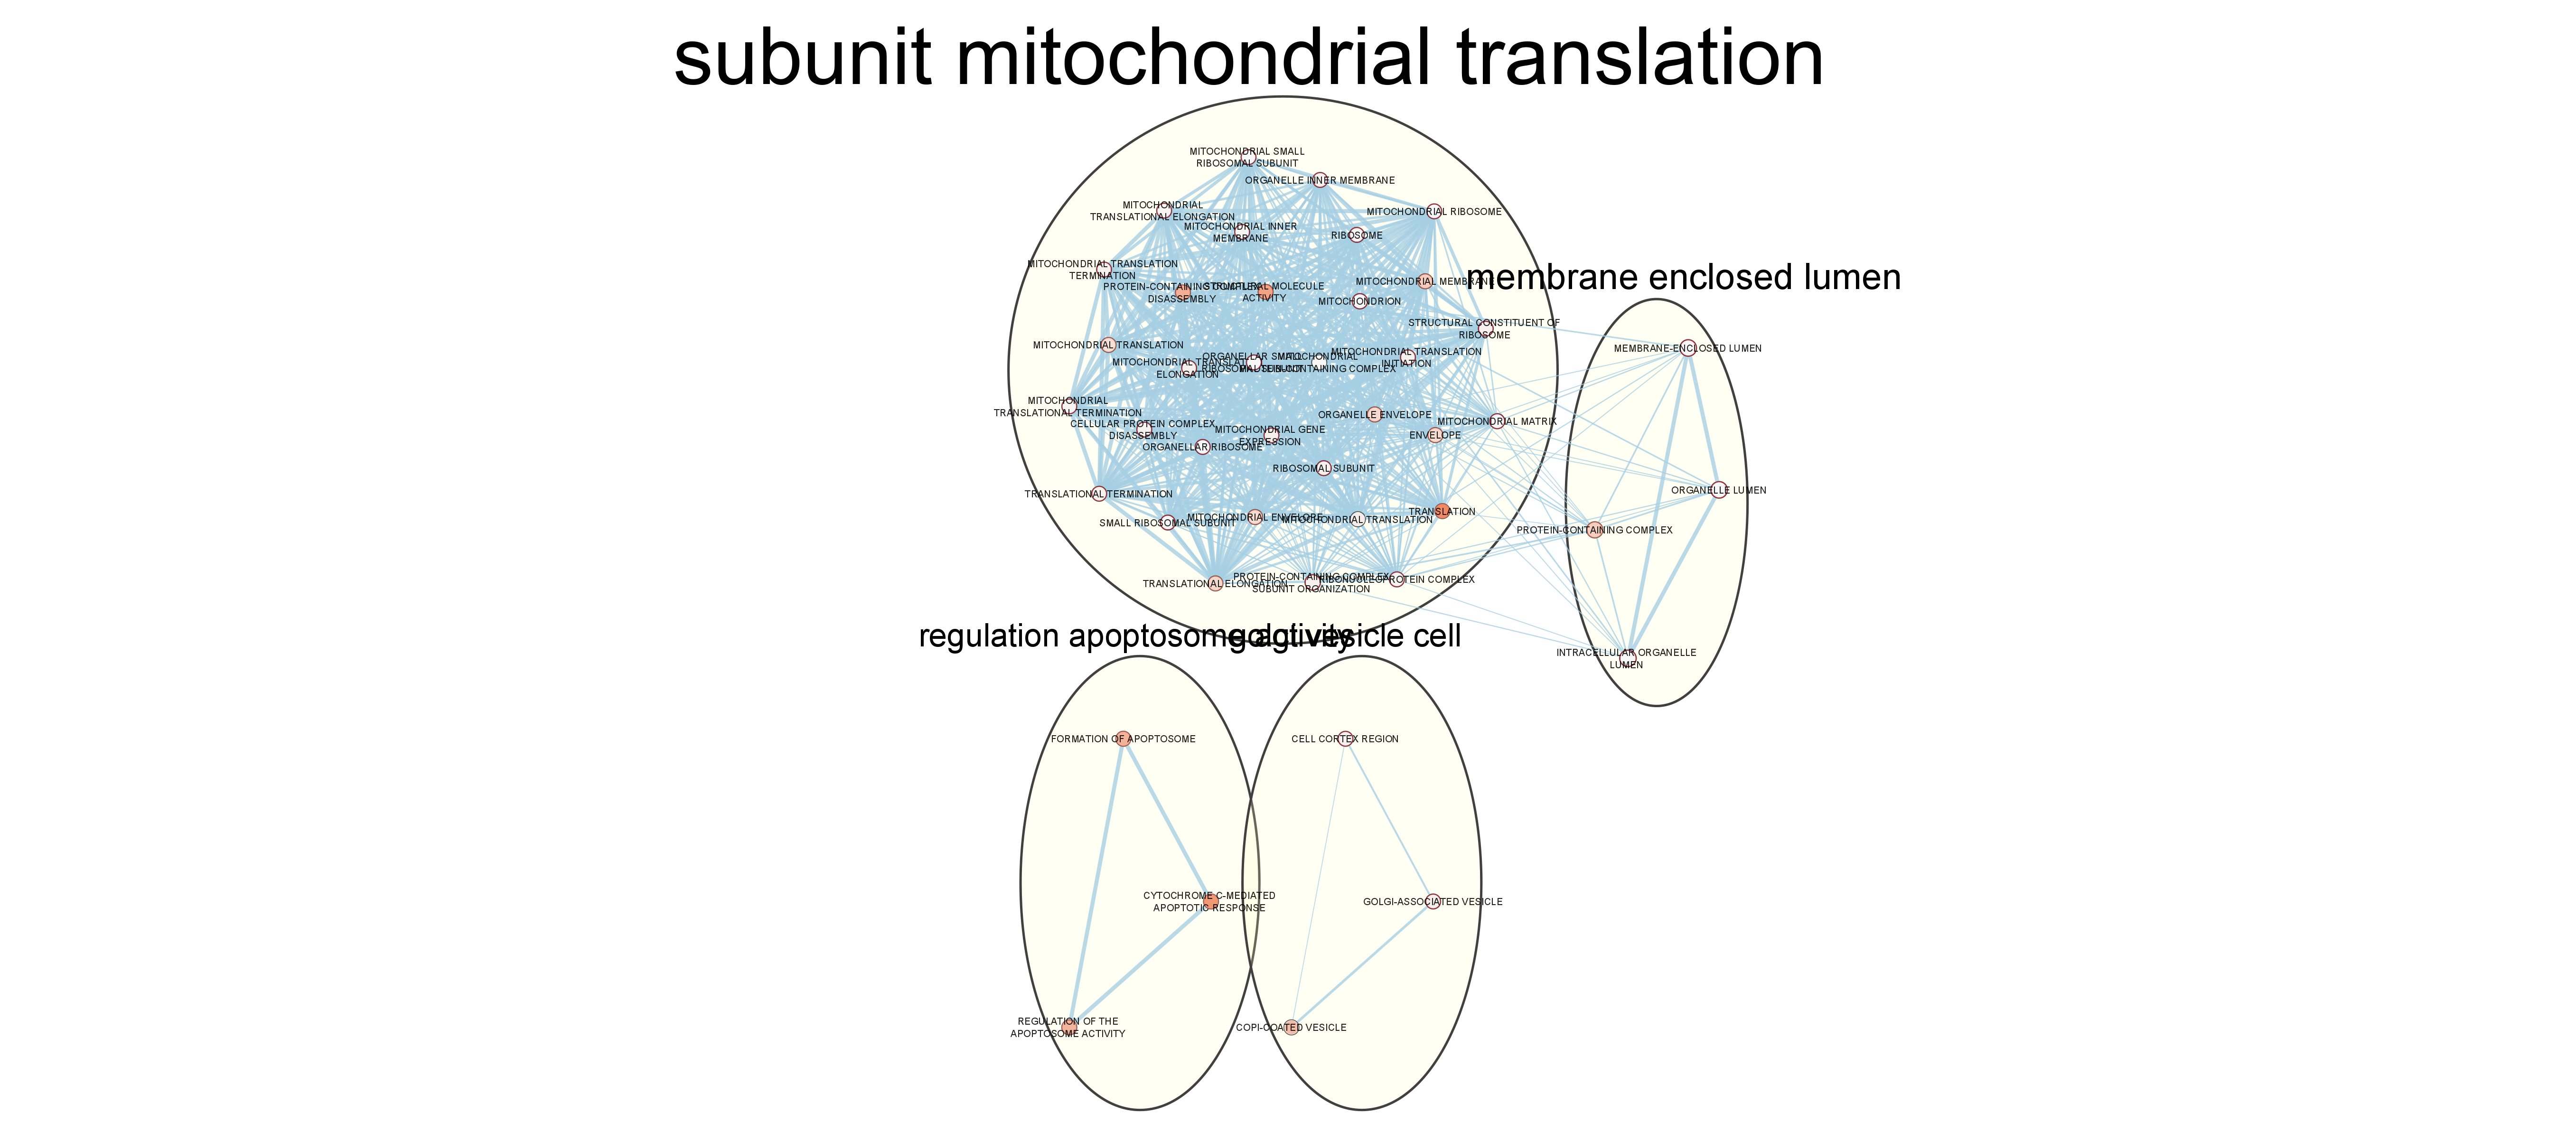 subunit mitochondrial translation
MITOCHONDRIAL SMALL
RIBOSOMAL SUBUNIT
ORGANELLE INNER MEMBRANE
MITOCHONDRIAL
TRANSLATIONAL ELONGATION
MITOCHONDRIAL RIBOSOME
MITOCHONDRIAL INNER
MEMBRANE
RIBOSOME
MITOCHONDRIAL TRANSLATION
TERMINATION
membrane enclosed lumen
PROTEIN-CONTAINING COMPLEX
DISASSEMBLY
STRUCTURAL MOLECULE
ACTIVITY
MITOCHONDRIAL MEMBRANE
MITOCHONDRION
STRUCTURAL CONSTITUENT OF
RIBOSOME
MITOCHONDRIAL TRANSLATION
MITOCHONDRIAL TRANSLATION
ELONGATION
ORGANELLAR SMALL
RIBOSOMAL SUBUNIT
MITOCHONDRIAL
PROTEIN-CONTAINING COMPLEX
MITOCHONDRIAL TRANSLATION
INITIATION
MEMBRANE-ENCLOSED LUMEN
MITOCHONDRIAL
TRANSLATIONAL TERMINATION
ORGANELLE ENVELOPE
MITOCHONDRIAL MATRIX
CELLULAR PROTEIN COMPLEX
DISASSEMBLY
MITOCHONDRIAL GENE
EXPRESSION
ENVELOPE
ORGANELLAR RIBOSOME
RIBOSOMAL SUBUNIT
TRANSLATIONAL TERMINATION
ORGANELLE LUMEN
SMALL RIBOSOMAL SUBUNIT
MITOCHONDRIAL ENVELOPE
MITOCHONDRIAL TRANSLATION
TRANSLATION
PROTEIN-CONTAINING COMPLEX
TRANSLATIONAL ELONGATION
PROTEIN-CONTAINING COMPLEX
SUBUNIT ORGANIZATION
RIBONUCLEOPROTEIN COMPLEX
regulation apoptosome activity
golgi vesicle cell
INTRACELLULAR ORGANELLE
LUMEN
FORMATION OF APOPTOSOME
CELL CORTEX REGION
CYTOCHROME C-MEDIATED
APOPTOTIC RESPONSE
GOLGI-ASSOCIATED VESICLE
REGULATION OF THE
APOPTOSOME ACTIVITY
COPI-COATED VESICLE